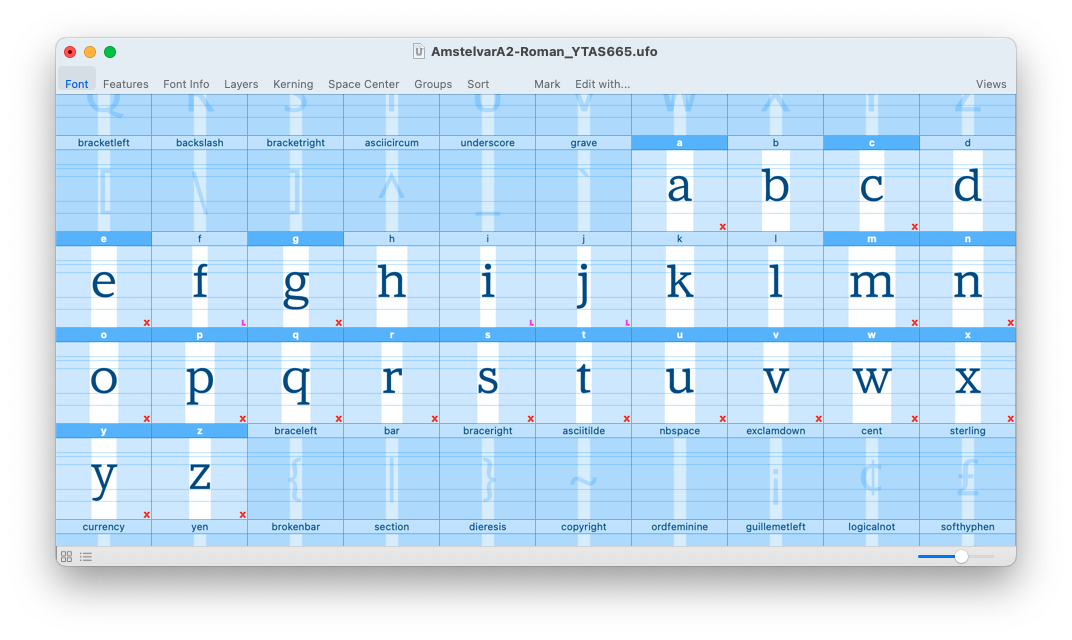 AmstelvarA2-Roman_YTAS665.ufo
Font Features Font Info Layers Kerning Space Center Groups Sort Mark Edit with... Views
Q R S T U V W X Y Z
bracketleft backslash bracketright asciicircum underscore grave a b c d
[ \ ] ^ _ ` a b c d
x x
e f g h i j k l m n
e f g h i j k l m n
x L x L L x x
o p q r s t u v w x
o p q r s t u v w x
x x x x x x x x x x
y z braceleft bar braceright asciitilde nbspace exclamdown cent sterling
y z { | } ~ ¡ ¢ £
x x
currency yen brokenbar section dieresis copyright ordfeminine guillemetleft logicalnot softhyphen